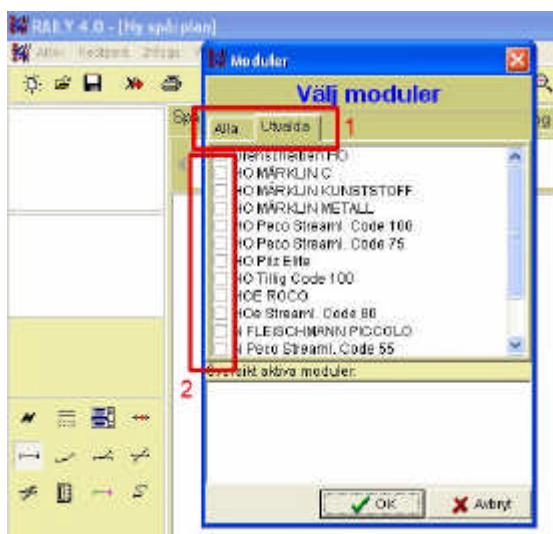 RAILY 4.0 - [Ny spårplan]
Moduler
Välj moduler
Alla
Utvalda
1
HO MÄRKLIN C
HO MÄRKLIN KUNSTSTOFF
HO MÄRKLIN METALL
HO Peco Streaml. Code 100
HO Peco Streaml. Code 75
HO Pilz Elite
HO Tillig Code 100
HOE ROCO
HOe Streaml. Code 80
N FLEISCHMANN PICCOLO
N Peco Streaml. Code 55
2
Översikt aktiva moduler:
OK
Avbryt